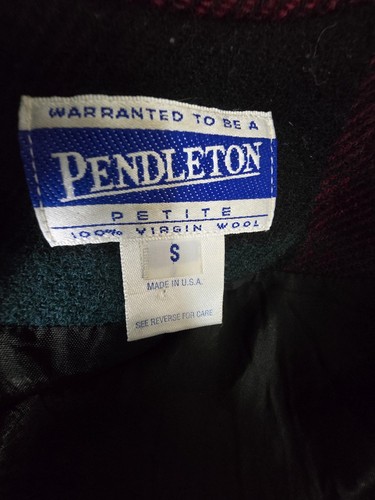 WARRANTED TO BE A
PENDLETON
PETITE
100% VIRGIN WOOL
S
MADE IN U.S.A.
SEE REVERSE FOR CARE